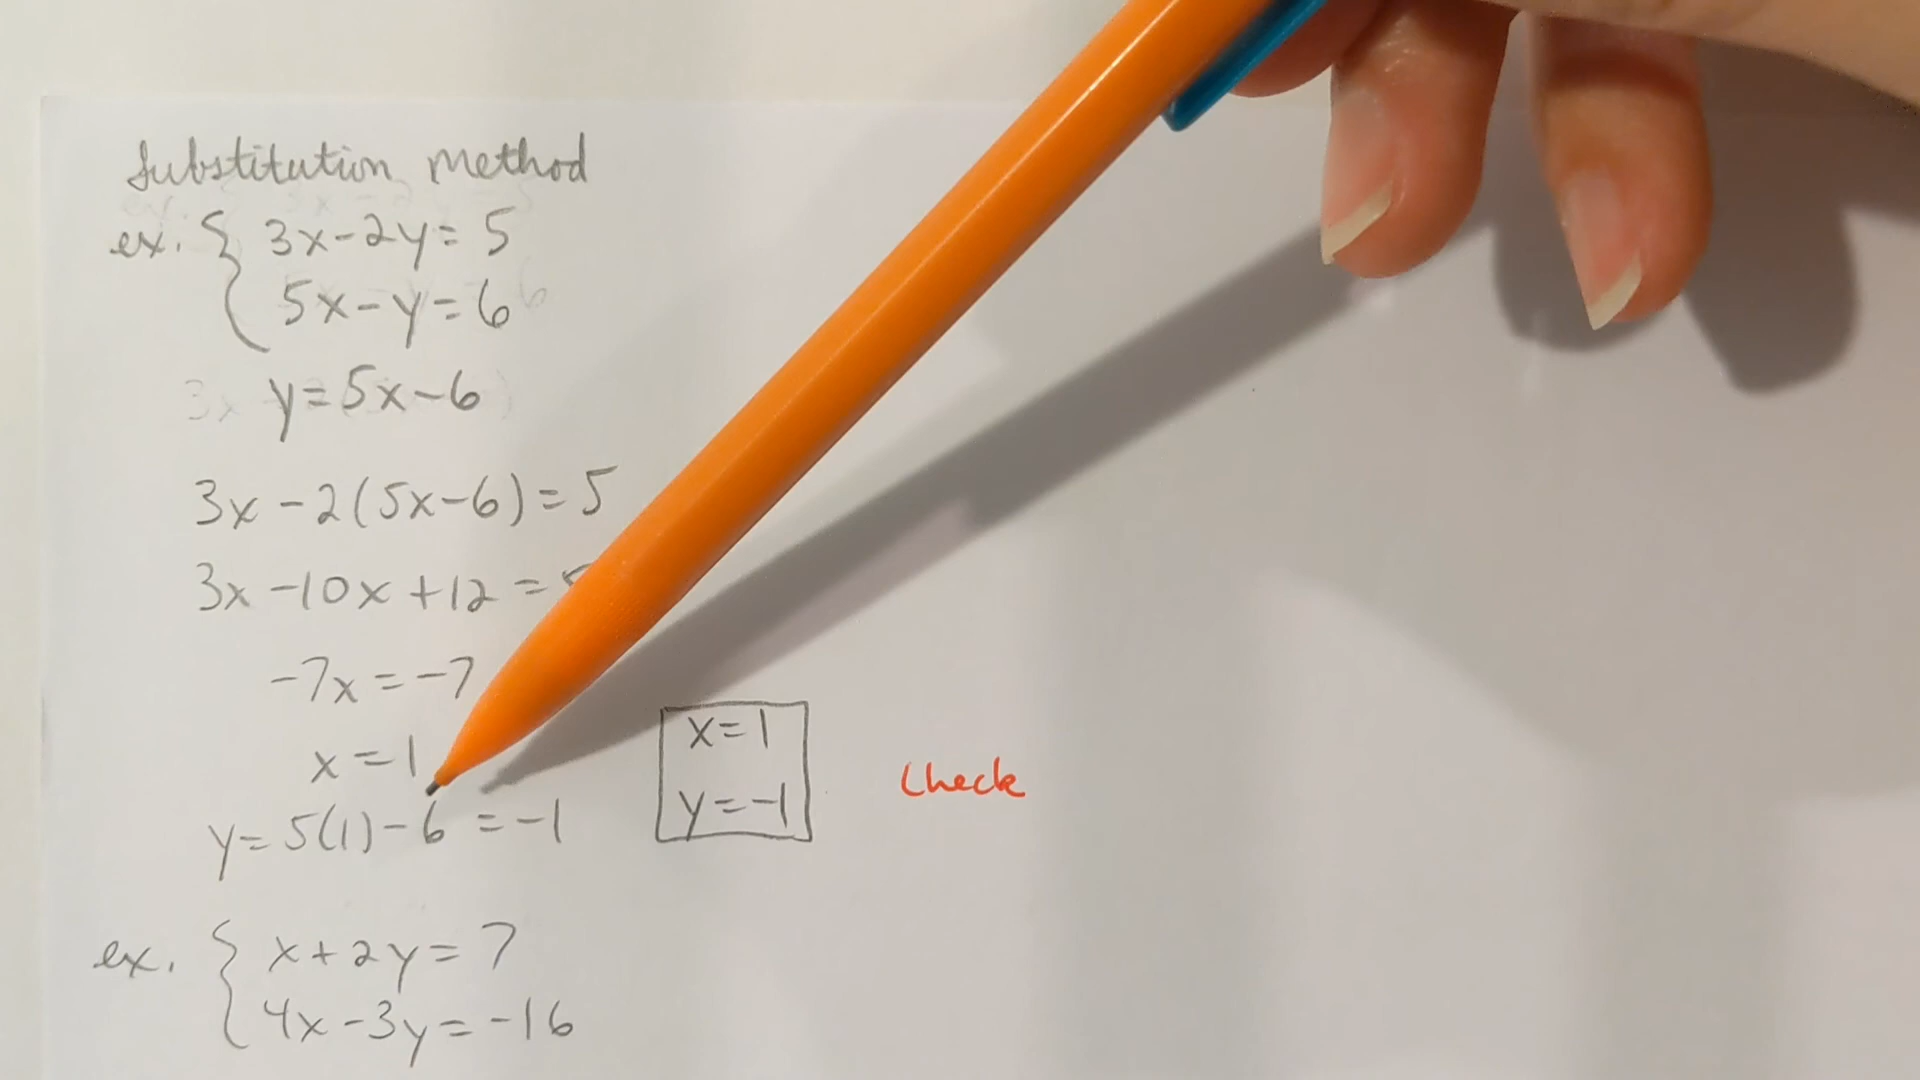 Substitution method
ex. { 3x-2y=5
5x-y=6
y=5x-6
3x-2(5x-6)=5
3x-10x+12=5
-7x=-7
x=1
y=5(1)-6=-1
x=1
y=-1
Check
ex. { x+2y=7
4x-3y=-16